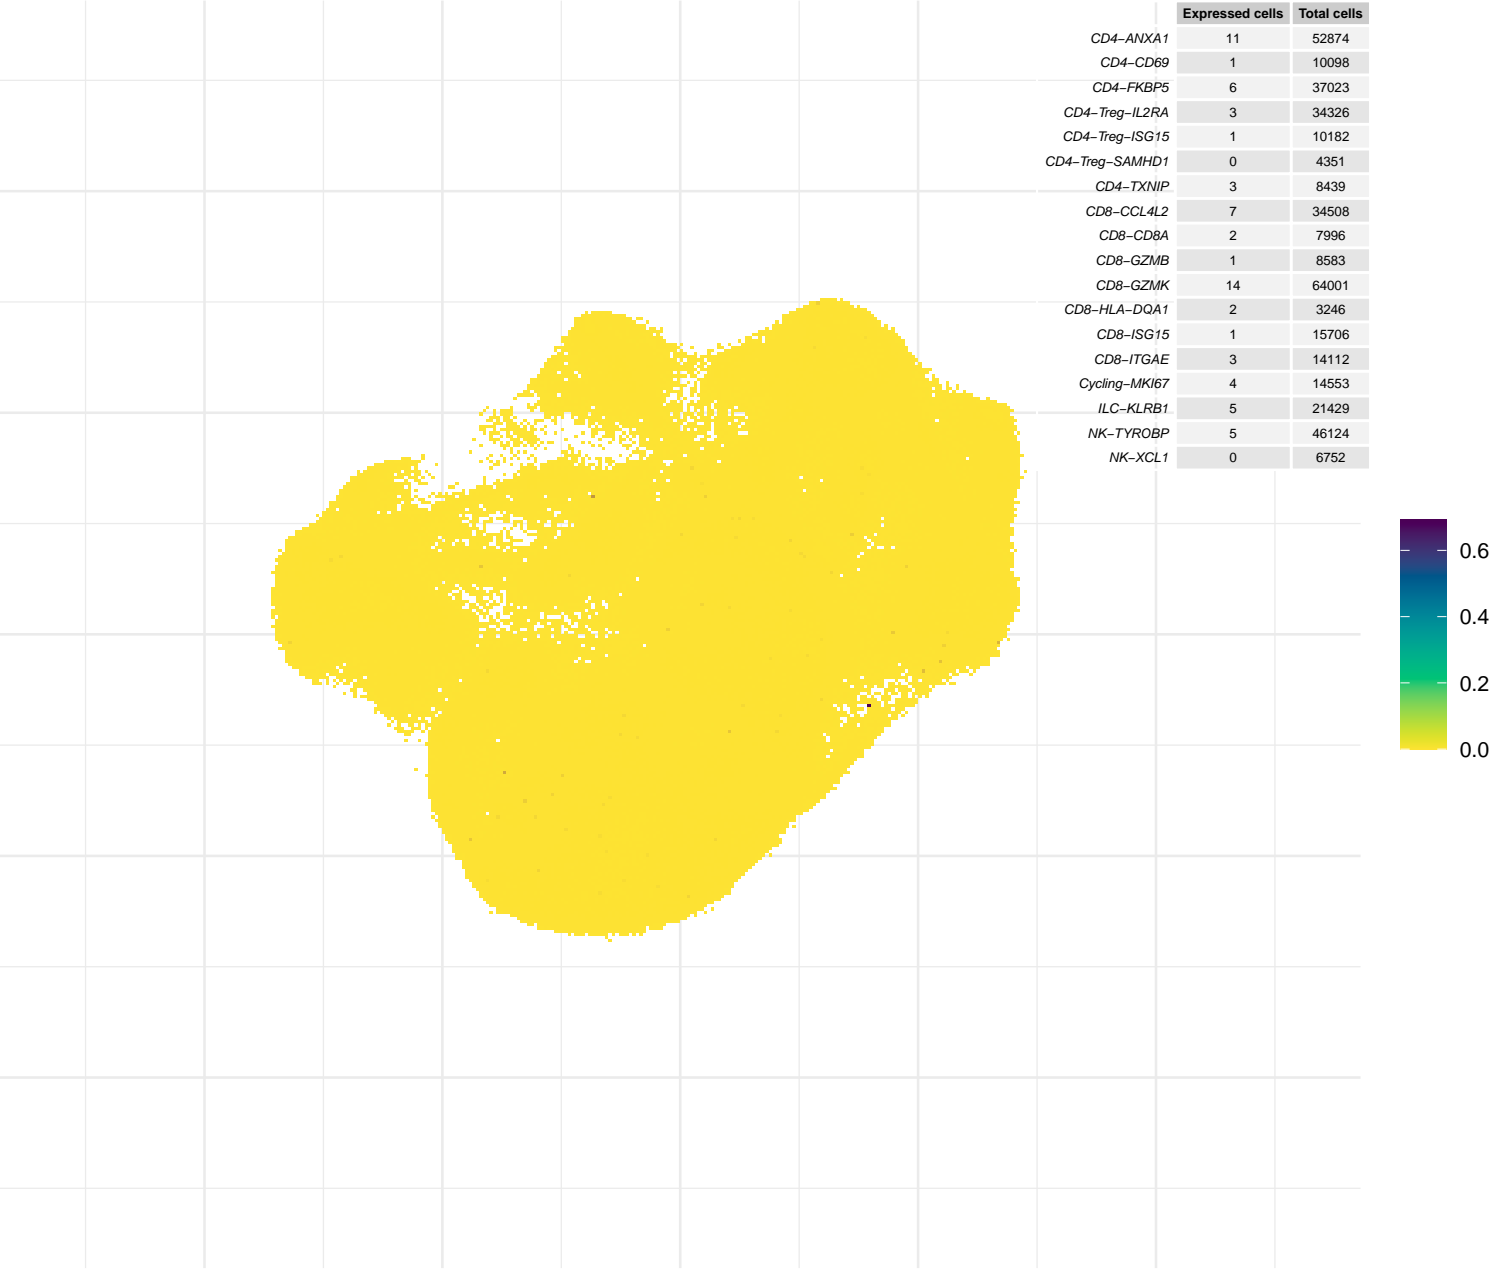 Expressed cells Total cells
CD4−ANXA1 11 52874
CD4−CD69 1 10098
CD4−FKBP5 6 37023
CD4−Treg−IL2RA 3 34326
CD4−Treg−ISG15 1 10182
CD4−Treg−SAMHD1 0 4351
CD4−TXNIP 3 8439
CD8−CCL4L2 7 34508
CD8−CD8A 2 7996
CD8−GZMB 1 8583
CD8−GZMK 14 64001
CD8−HLA−DQA1 2 3246
CD8−ISG15 1 15706
CD8−ITGAE 3 14112
Cycling−MKI67 4 14553
ILC−KLRB1 5 21429
NK−TYROBP 5 46124
NK−XCL1 0 6752
0.6
0.4
0.2
0.0